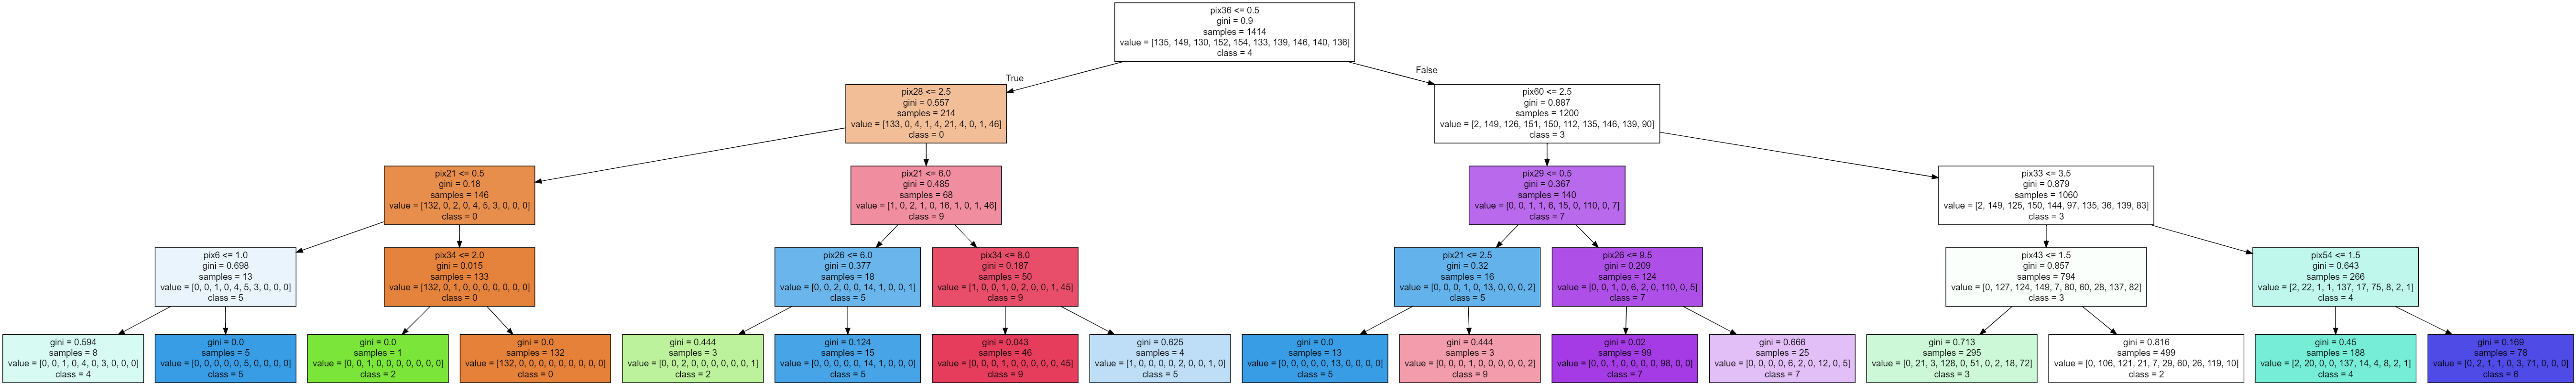 pix36 <= 0.5
gini = 0.9
samples = 1414
value = [135, 149, 130, 152, 154, 133, 139, 146, 140, 136]
class = 4
True
False
pix28 <= 2.5
gini = 0.557
samples = 214
value = [133, 0, 4, 1, 4, 21, 4, 0, 1, 46]
class = 0
pix60 <= 2.5
gini = 0.887
samples = 1200
value = [2, 149, 126, 151, 150, 112, 135, 146, 139, 90]
class = 3
pix21 <= 0.5
gini = 0.18
samples = 146
value = [132, 0, 2, 0, 4, 5, 3, 0, 0, 0]
class = 0
pix21 <= 6.0
gini = 0.485
samples = 68
value = [1, 0, 2, 1, 0, 16, 1, 0, 1, 46]
class = 9
pix29 <= 0.5
gini = 0.367
samples = 140
value = [0, 0, 1, 1, 6, 15, 0, 110, 0, 7]
class = 7
pix33 <= 3.5
gini = 0.879
samples = 1060
value = [2, 149, 125, 150, 144, 97, 135, 36, 139, 83]
class = 3
pix6 <= 1.0
gini = 0.698
samples = 13
value = [0, 0, 1, 0, 4, 5, 3, 0, 0, 0]
class = 5
pix34 <= 2.0
gini = 0.015
samples = 133
value = [132, 0, 1, 0, 0, 0, 0, 0, 0, 0]
class = 0
pix26 <= 6.0
gini = 0.377
samples = 18
value = [0, 0, 2, 0, 0, 14, 1, 0, 0, 1]
class = 5
pix34 <= 8.0
gini = 0.187
samples = 50
value = [1, 0, 0, 1, 0, 2, 0, 0, 1, 45]
class = 9
pix21 <= 2.5
gini = 0.32
samples = 16
value = [0, 0, 0, 1, 0, 13, 0, 0, 0, 2]
class = 5
pix26 <= 9.5
gini = 0.209
samples = 124
value = [0, 0, 1, 0, 6, 2, 0, 110, 0, 5]
class = 7
pix43 <= 1.5
gini = 0.857
samples = 794
value = [0, 127, 124, 149, 7, 80, 60, 28, 137, 82]
class = 3
pix54 <= 1.5
gini = 0.643
samples = 266
value = [2, 22, 1, 1, 137, 17, 75, 8, 2, 1]
class = 4
gini = 0.594
samples = 8
value = [0, 0, 1, 0, 4, 0, 3, 0, 0, 0]
class = 4
gini = 0.0
samples = 5
value = [0, 0, 0, 0, 0, 5, 0, 0, 0, 0]
class = 5
gini = 0.0
samples = 1
value = [0, 0, 1, 0, 0, 0, 0, 0, 0, 0]
class = 2
gini = 0.0
samples = 132
value = [132, 0, 0, 0, 0, 0, 0, 0, 0, 0]
class = 0
gini = 0.444
samples = 3
value = [0, 0, 2, 0, 0, 0, 0, 0, 0, 1]
class = 2
gini = 0.124
samples = 15
value = [0, 0, 0, 0, 0, 14, 1, 0, 0, 0]
class = 5
gini = 0.043
samples = 46
value = [0, 0, 0, 1, 0, 0, 0, 0, 0, 45]
class = 9
gini = 0.625
samples = 4
value = [1, 0, 0, 0, 0, 2, 0, 0, 1, 0]
class = 5
gini = 0.0
samples = 13
value = [0, 0, 0, 0, 0, 13, 0, 0, 0, 0]
class = 5
gini = 0.444
samples = 3
value = [0, 0, 0, 1, 0, 0, 0, 0, 0, 2]
class = 9
gini = 0.02
samples = 99
value = [0, 0, 1, 0, 0, 0, 0, 98, 0, 0]
class = 7
gini = 0.666
samples = 25
value = [0, 0, 0, 0, 6, 2, 0, 12, 0, 5]
class = 7
gini = 0.713
samples = 295
value = [0, 21, 3, 128, 0, 51, 0, 2, 18, 72]
class = 3
gini = 0.816
samples = 499
value = [0, 106, 121, 21, 7, 29, 60, 26, 119, 10]
class = 2
gini = 0.45
samples = 188
value = [2, 20, 0, 0, 137, 14, 4, 8, 2, 1]
class = 4
gini = 0.169
samples = 78
value = [0, 2, 1, 1, 0, 3, 71, 0, 0, 0]
class = 6